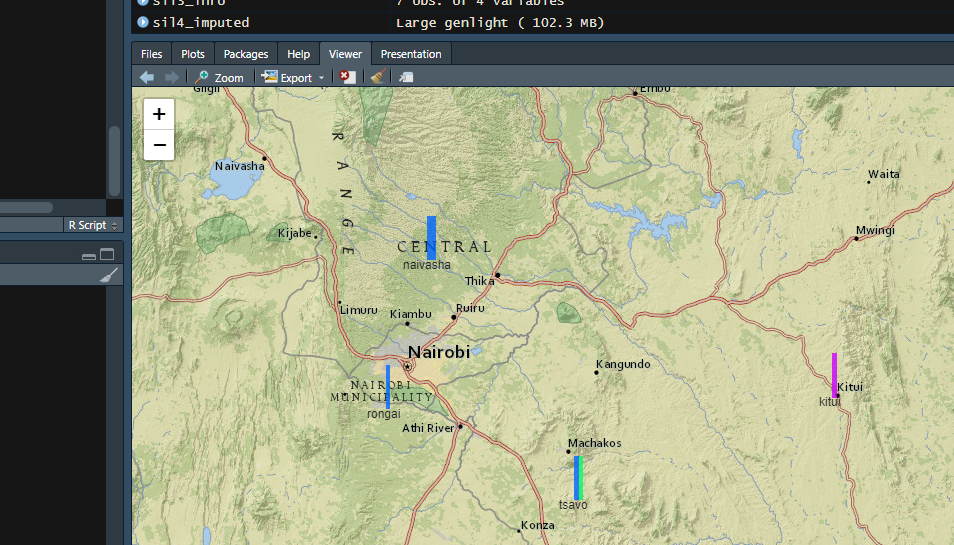 sil3_info 7 obs. of 4 variables
sil4_imputed Large genlight ( 102.3 MB)
Files Plots Packages Help Viewer Presentation
Zoom Export
Gilgil
Embu
+
−
R A N G E
Naivasha
Waita
Kijabe
CENTRAL
Mwingi
naivasha
Thika
Limuru
Kiambu
Ruiru
Nairobi
Kangundo
NAIROBI
MUNICIPALITY
Kitui
kitui
rongai
Athi River
Machakos
tsavo
Konza
R Script